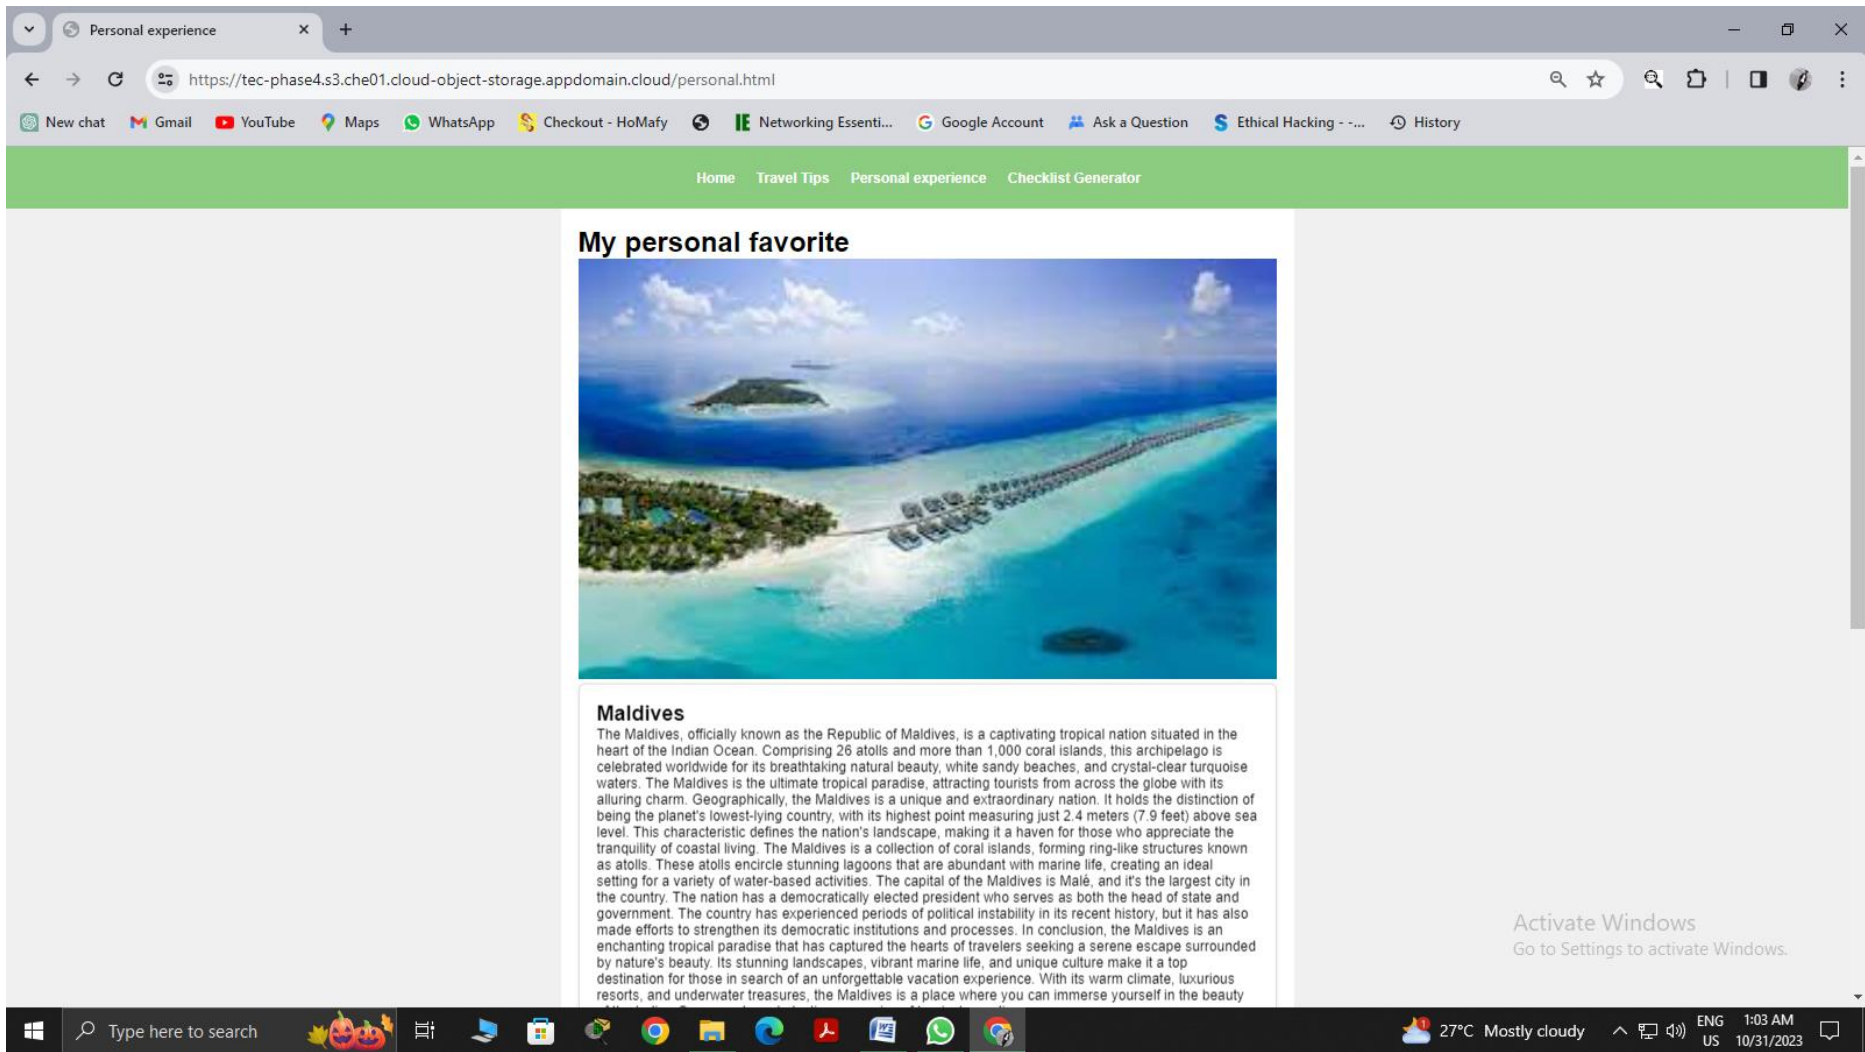 Personal experience
https://tec-phase4.s3.che01.cloud-object-storage.appdomain.cloud/personal.html
New chat Gmail YouTube Maps WhatsApp Checkout - HoMafy Networking Essenti... Google Account Ask a Question Ethical Hacking - -... History
Home Travel Tips Personal experience Checklist Generator
My personal favorite
Maldives
The Maldives, officially known as the Republic of Maldives, is a captivating tropical nation situated in the
heart of the Indian Ocean. Comprising 26 atolls and more than 1,000 coral islands, this archipelago is
celebrated worldwide for its breathtaking natural beauty, white sandy beaches, and crystal-clear turquoise
waters. The Maldives is the ultimate tropical paradise, attracting tourists from across the globe with its
alluring charm. Geographically, the Maldives is a unique and extraordinary nation. It holds the distinction of
being the planet's lowest-lying country, with its highest point measuring just 2.4 meters (7.9 feet) above sea
level. This characteristic defines the nation's landscape, making it a haven for those who appreciate the
tranquility of coastal living. The Maldives is a collection of coral islands, forming ring-like structures known
as atolls. These atolls encircle stunning lagoons that are abundant with marine life, creating an ideal
setting for a variety of water-based activities. The capital of the Maldives is Malé, and it's the largest city in
the country. The nation has a democratically elected president who serves as both the head of state and
government. The country has experienced periods of political instability in its recent history, but it has also
made efforts to strengthen its democratic institutions and processes. In conclusion, the Maldives is an
enchanting tropical paradise that has captured the hearts of travelers seeking a serene escape surrounded
by nature's beauty. Its stunning landscapes, vibrant marine life, and unique culture make it a top
destination for those in search of an unforgettable vacation experience. With its warm climate, luxurious
resorts, and underwater treasures, the Maldives is a place where you can immerse yourself in the beauty
Activate Windows
Go to Settings to activate Windows.
Type here to search
27°C Mostly cloudy
ENG
US
1:03 AM
10/31/2023